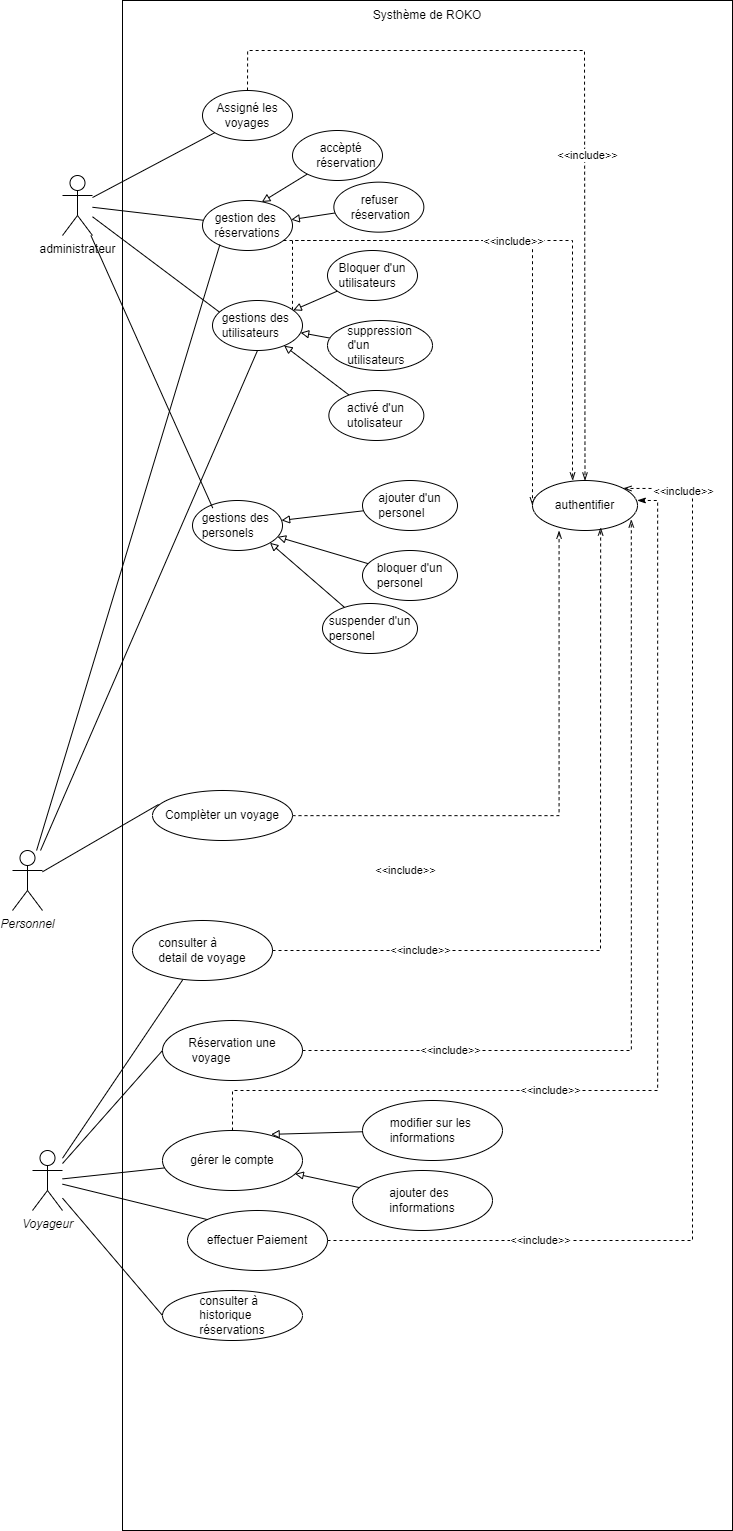 Systhème de ROKO
Assigné les
voyages
accèpté
réservation
<<include>>
refuser
réservation
gestion des
réservations
administrateur
<<include>>
Bloquer d'un
utilisateurs
gestions des
utilisateurs
suppression
d'un
utilisateurs
activé d'un
utolisateur
ajouter d'un
personel
<<include>>
authentifier
gestions des
personels
bloquer d'un
personel
suspender d'un
personel
Complèter un voyage
<<include>>
Personnel
consulter à
detail de voyage
<<include>>
Réservation une
voyage
<<include>>
<<include>>
modifier sur les
informations
gérer le compte
ajouter des
informations
Voyageur
effectuer Paiement
<<include>>
consulter à
historique
réservations